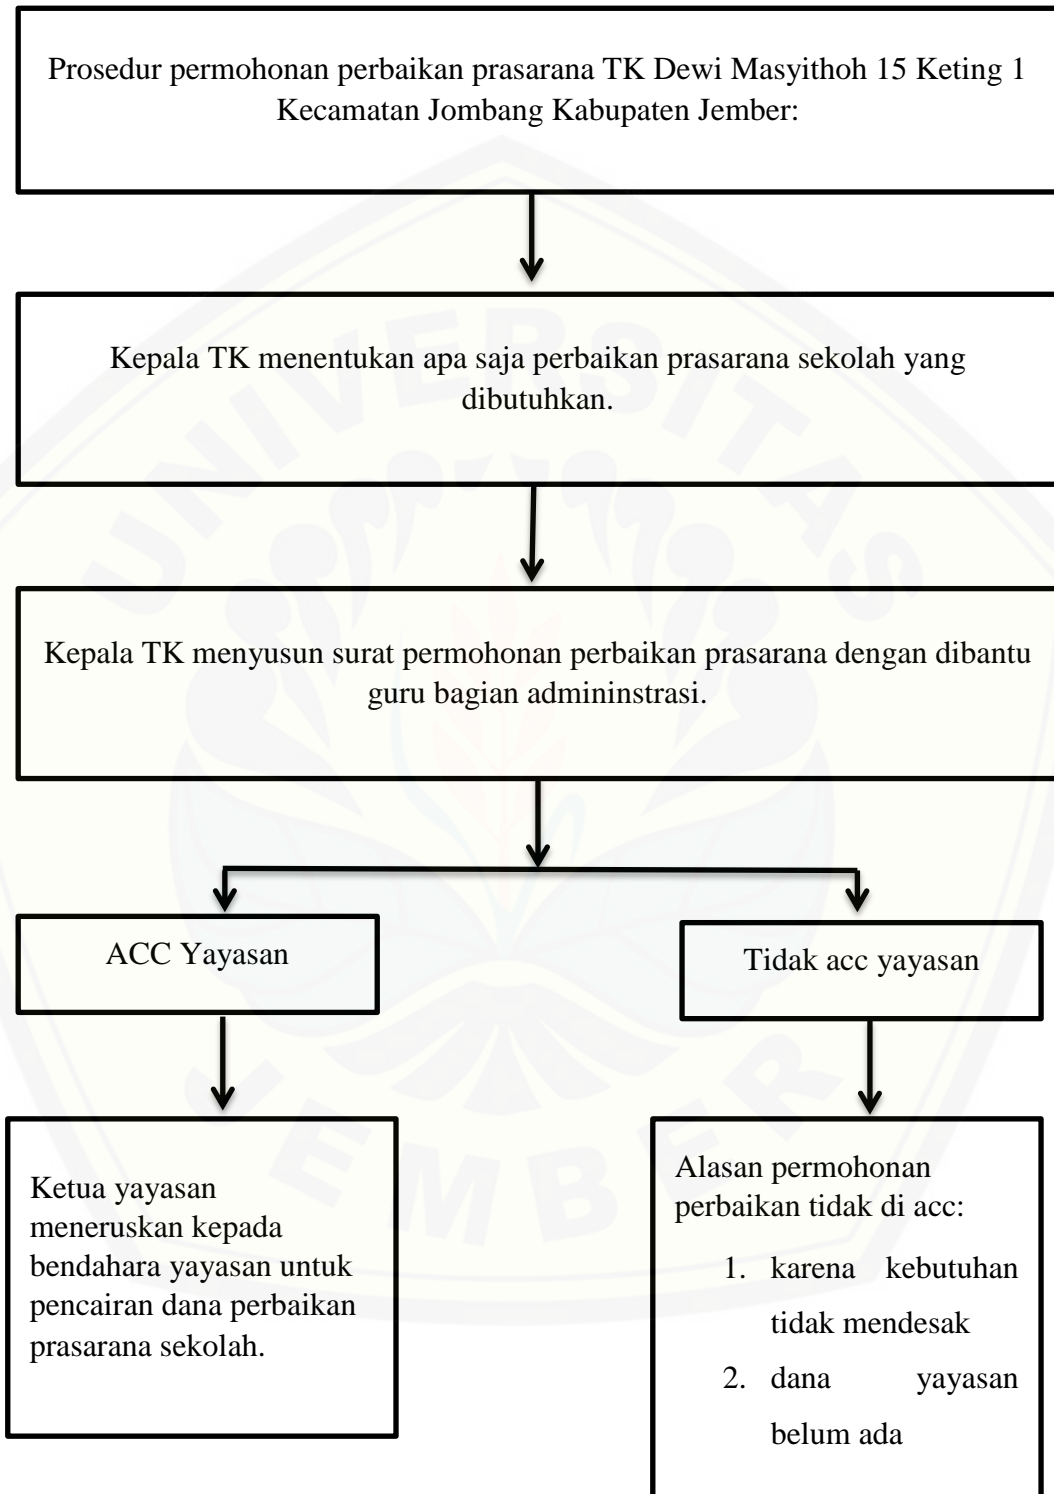 Prosedur permohonan perbaikan prasarana TK Dewi Masyithoh 15 Keting 1
Kecamatan Jombang Kabupaten Jember:
Kepala TK menentukan apa saja perbaikan prasarana sekolah yang
dibutuhkan.
Kepala TK menyusun surat permohonan perbaikan prasarana dengan dibantu
guru bagian admininstrasi.
ACC Yayasan
Tidak acc yayasan
Ketua yayasan
meneruskan kepada
bendahara yayasan untuk
pencairan dana perbaikan
prasarana sekolah.
Alasan permohonan
perbaikan tidak di acc:
1. karena kebutuhan
tidak mendesak
2. dana yayasan
belum ada
UNIVERSITAS
JEMBER